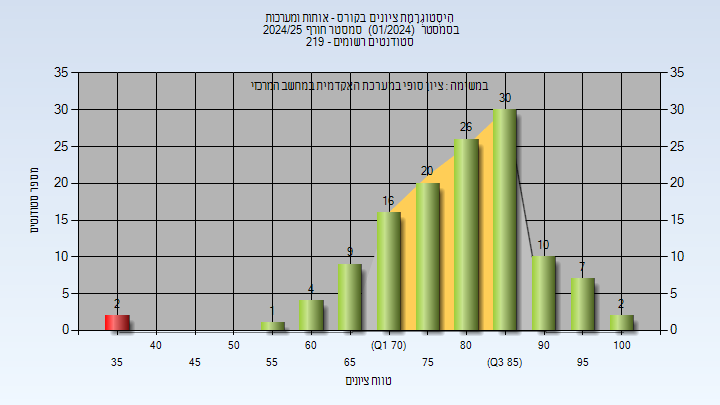 היסטוגרמת ציונים בקורס - אותות ומערכות
בסמסטר (01/2024) סמסטר חורף 2024/25
סטודנטים רשומים - 219
במשימה : ציון סופי במערכת האקדמית במחשב המרכזי
מספר סטודנטים
35 35
30 30
25 25
20 20
15 15
10 10
5 5
0 0
2 1 4 9 16 20 26 30 10 7 2
40 50 60 (Q1 70) 80 90 100
35 45 55 65 75 (Q3 85) 95
טווח ציונים